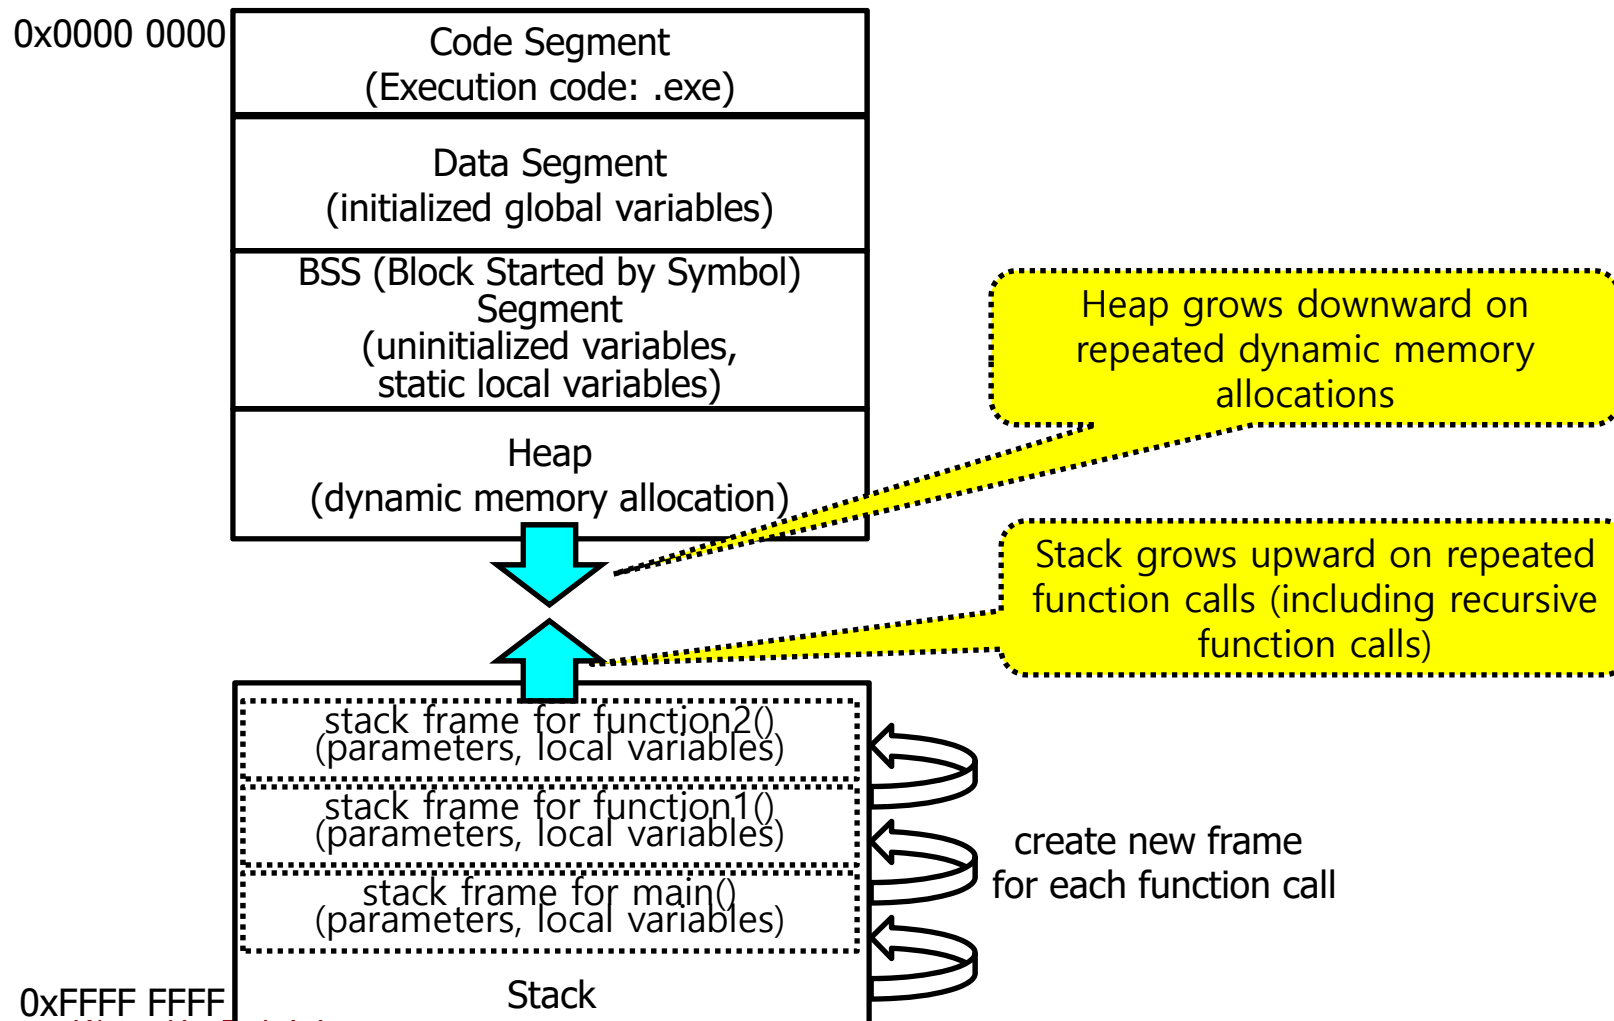 0x0000 0000
Code Segment
(Execution code: .exe)
Data Segment
(initialized global variables)
BSS (Block Started by Symbol)
Segment
(uninitialized variables,
static local variables)
Heap grows downward on
repeated dynamic memory
allocations
Heap
(dynamic memory allocation)
Stack grows upward on repeated
function calls (including recursive
function calls)
stack frame for function2()
(parameters, local variables)
stack frame for function1()
(parameters, local variables)
create new frame
for each function call
stack frame for main()
(parameters, local variables)
Stack
0xFFFF FFFF